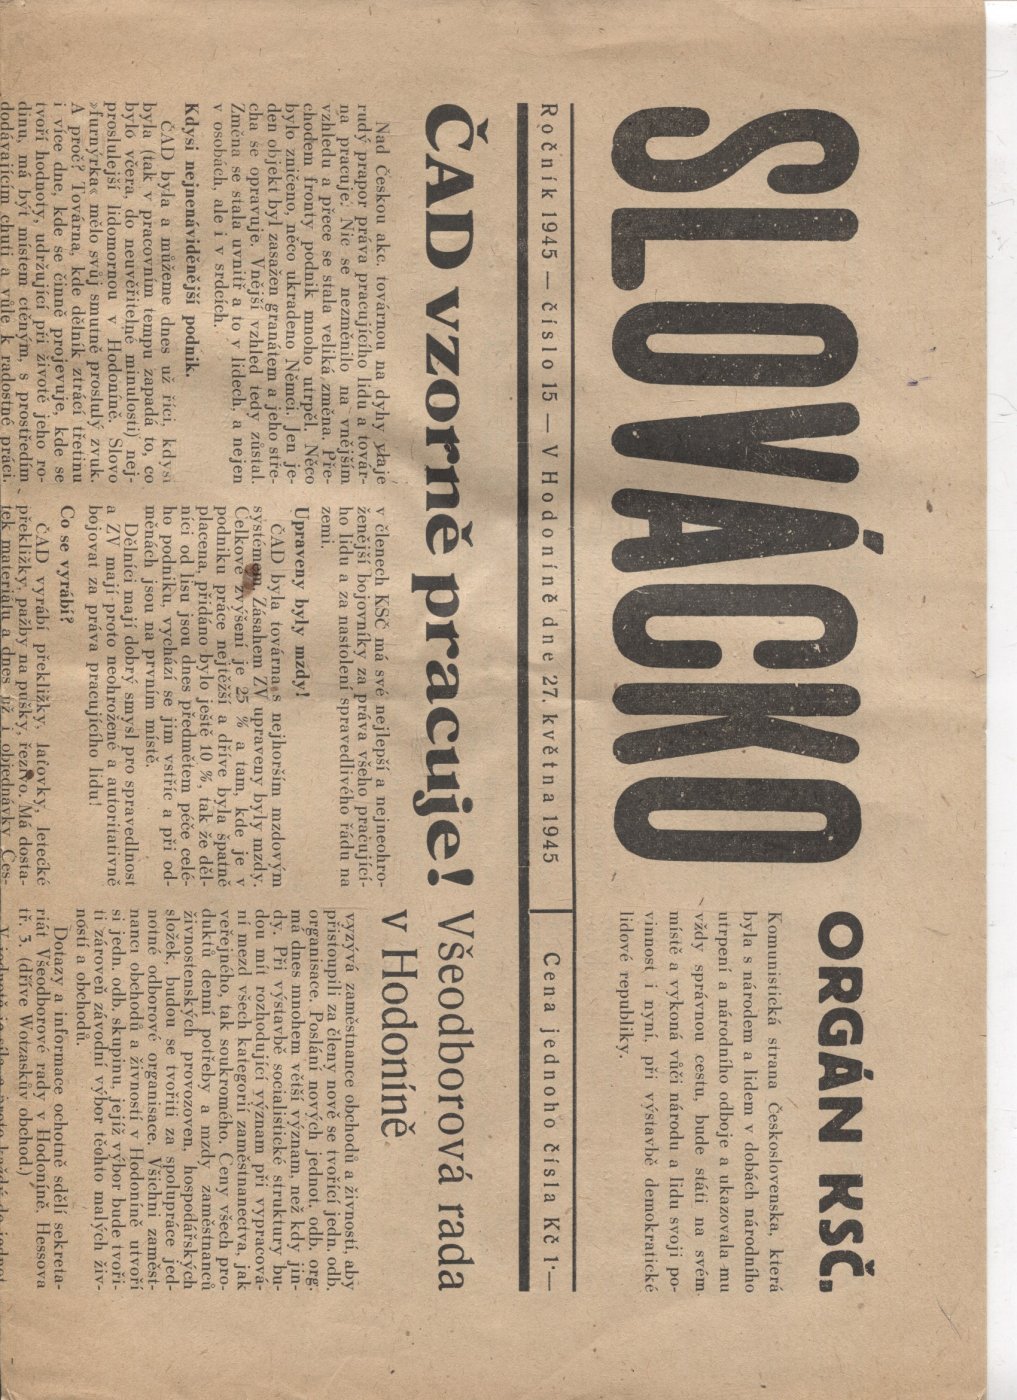 SLOVÁCKO
ORGÁN KSČ.
Komunistická strana Československa, která
byla s národem a lidem v dobách národního
utrpení a národního odboje a ukazovala mu
vždy správnou cestu, bude státi na svém
místě a vykoná vůči národu a lidu svoji po-
vinnost i nyní, při výstavbě demokratické
lidové republiky.
Ročník 1945 — číslo 15 — V Hodoníně dne 27. května 1945
Cena jednoho čísla Kč 1·—
ČAD vzorně pracuje!
Nad Českou akc. továrnou na dyhy vlaje
rudý prapor práva pracujícího lidu a továr-
na pracuje. Nic se nezměnilo na vnějším
vzhledu a přece se stala veliká změna. Pře-
chodem fronty podnik mnoho utrpěl. Něco
bylo zničeno, něco ukradeno Němci. Jen je-
den objekt byl zasažen granátem a jeho stře-
cha se opravuje. Vnější vzhled tedy zůstal.
Změna se stala uvnitř a to v lidech, a nejen
v osobách, ale i v srdcích.
Kdysi nejnenáviděnější podnik.
ČAD byla a můžeme dnes už říci, kdysi
byla (tak v pracovním tempu zapadá to, co
bylo včera, do neuvěřitelné minulosti) nej-
proslulejší lidomornou v Hodoníně. Slovo
»furnýrka« mělo svůj smutně proslulý zvuk.
A proč? Továrna, kde dělník ztrácí třetinu
i více dne, kde se činně projevuje, kde se
tvoří hodnoty, udržující při životě jeho ro-
dinu, má být místem ctěným, s prostředím
dodávajícím chuti a vůle k radostné práci.
v členech KSČ má své nejlepší a nejneohro-
ženější bojovníky za práva všeho pracující-
ho lidu a za nastolení spravedlivého řádu na
zemi.
Upraveny byly mzdy!
ČAD byla továrna s nejhorším mzdovým
systémem. Zásahem ZV upraveny byly mzdy.
Celkové zvýšení je 25 % a tam, kde je v
podniku práce nejtěžší a dříve byla špatně
placena, přidáno bylo ještě 10 %, tak že děl-
níci od lisu jsou dnes předmětem péče celé-
ho podniku, vychází se jim vstříc a při od-
měnách jsou na prvním místě.
Dělníci mají dobrý smysl pro spravedlnost
a ZV mají proto neohroženě a autoritativně
bojovat za práva pracujícího lidu!
Co se vyrábí?
ČAD vyrábí překližky, laťovky, letecké
překližky, pažby na pušky, řezivo. Má dosta-
tek materiálu a dnes již i objednávky. Čes-
Všeodborová rada
v Hodoníně
vyzývá zaměstnance obchodů a živností, aby
přistoupili za členy nově se tvořící jedn. odb.
organisace. Poslání nových jednot. odb. org.
má dnes mnohem větší význam, než kdy jin-
dy. Při výstavbě socialistické struktury bu-
dou mít rozhodující význam při vypracová-
ní mezd všech kategorií zaměstnanectva, jak
veřejného, tak soukromého. Ceny všech pro-
duktů denní potřeby a mzdy zaměstnanců
živnostenských provozoven, hospodářských
složek, budou se tvořiti za spolupráce jed-
notné odborové organisace. Všichni zaměst-
nanci obchodů a živností v Hodoníně utvoří
si jedn. odb. skupinu, jejíž výbor bude tvoři-
ti zároveň závodní výbor těchto malých živ-
ností a obchodů.
Dotazy a informace ochotně sdělí sekreta-
riát Všeodborové rady v Hodoníně, Hessova
tř. 3, (dříve Wotzaskův obchod.)